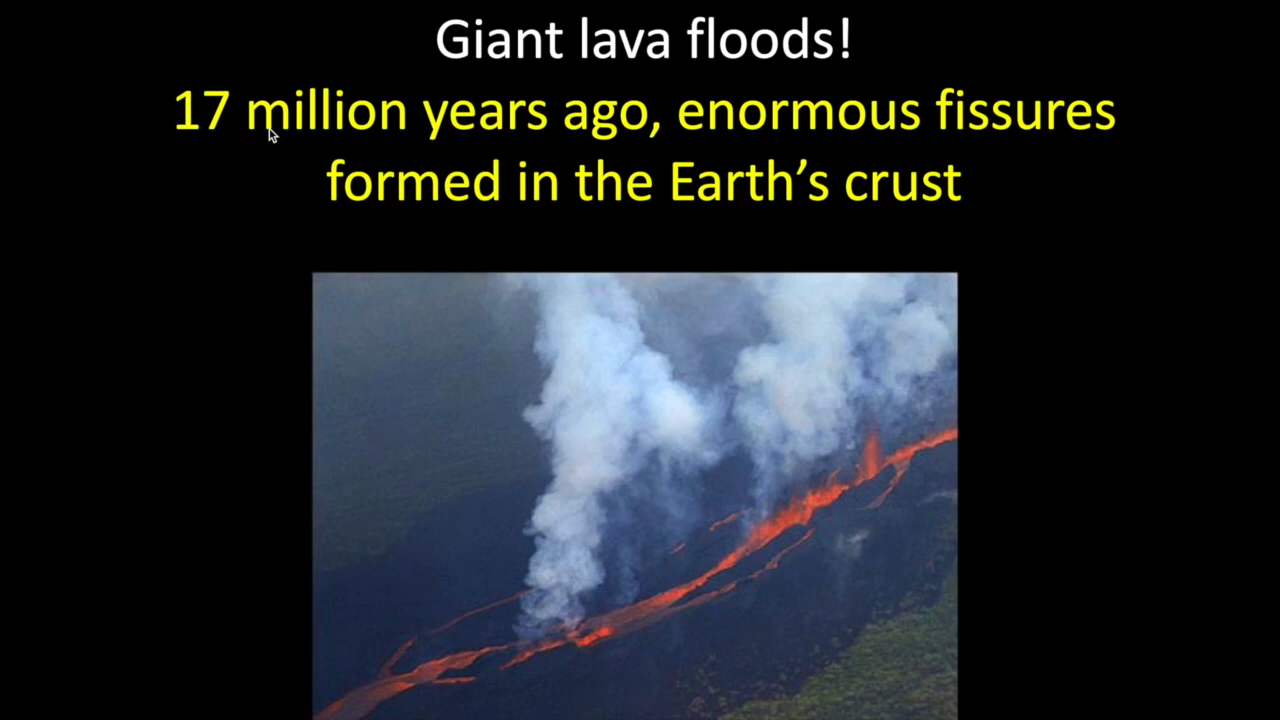 Giant lava floods!
17 million years ago, enormous fissures
formed in the Earth’s crust